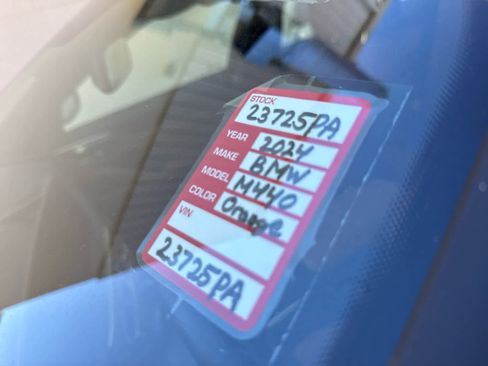 STOCK
23725PA
YEAR 2024
MAKE BMW
MODEL M440
COLOR Orange
VIN
23725PA